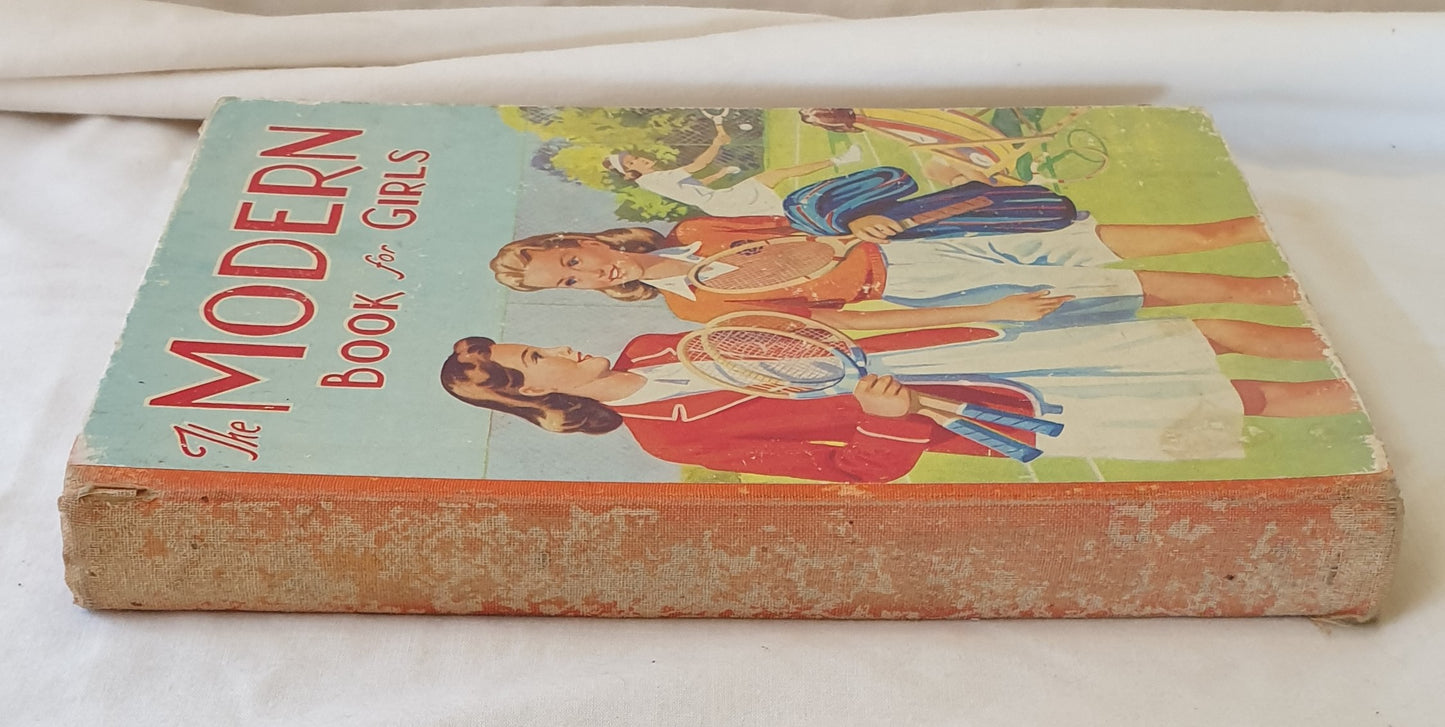 The MODERN
BOOK for GIRLS